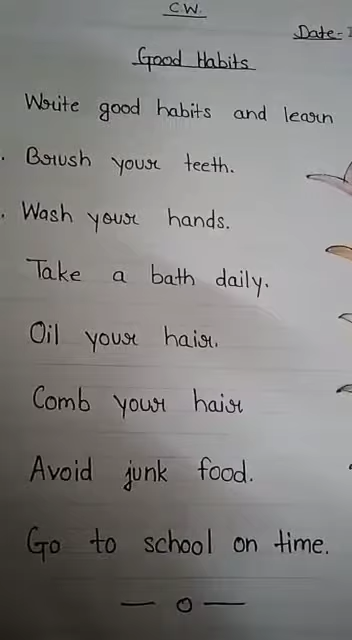 C.W.
Date-
Good Habits
Write good habits and learn
Brush your teeth.
Wash your hands.
Take a bath daily.
Oil your hair.
Comb your hair
Avoid junk food.
Go to school on time.
— o —